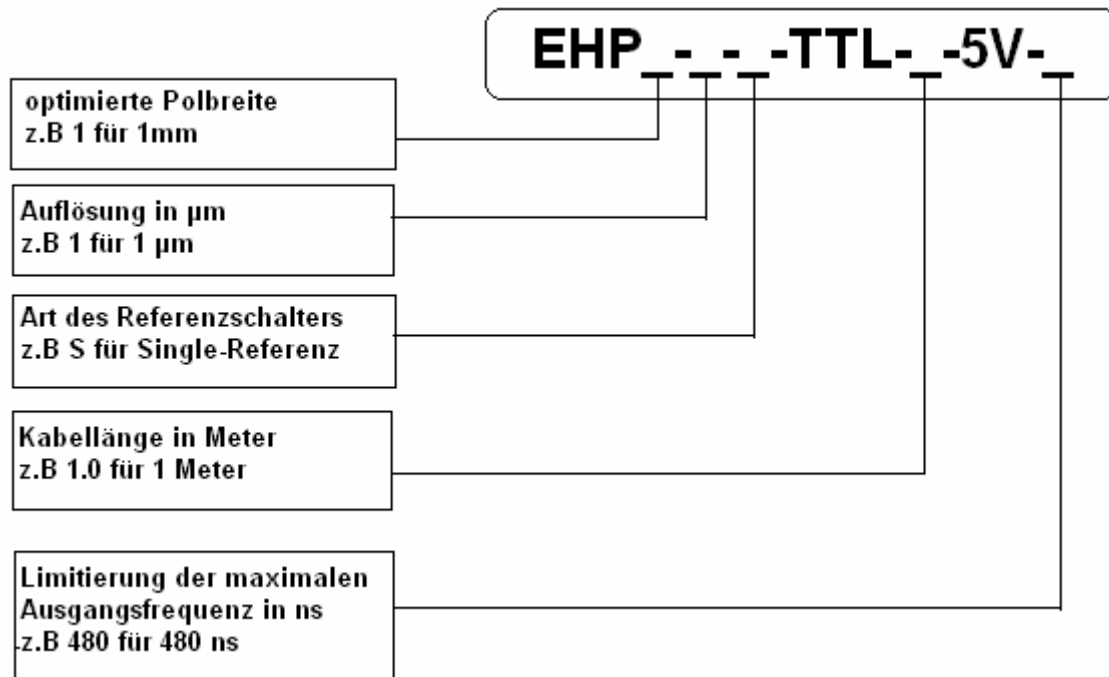 EHP_-_-_-TTL-_-5V-_
optimierte Polbreite
z.B 1 für 1mm
Auflösung in µm
z.B 1 für 1 µm
Art des Referenzschalters
z.B S für Single-Referenz
Kabellänge in Meter
z.B 1.0 für 1 Meter
Limitierung der maximalen
Ausgangsfrequenz in ns
z.B 480 für 480 ns